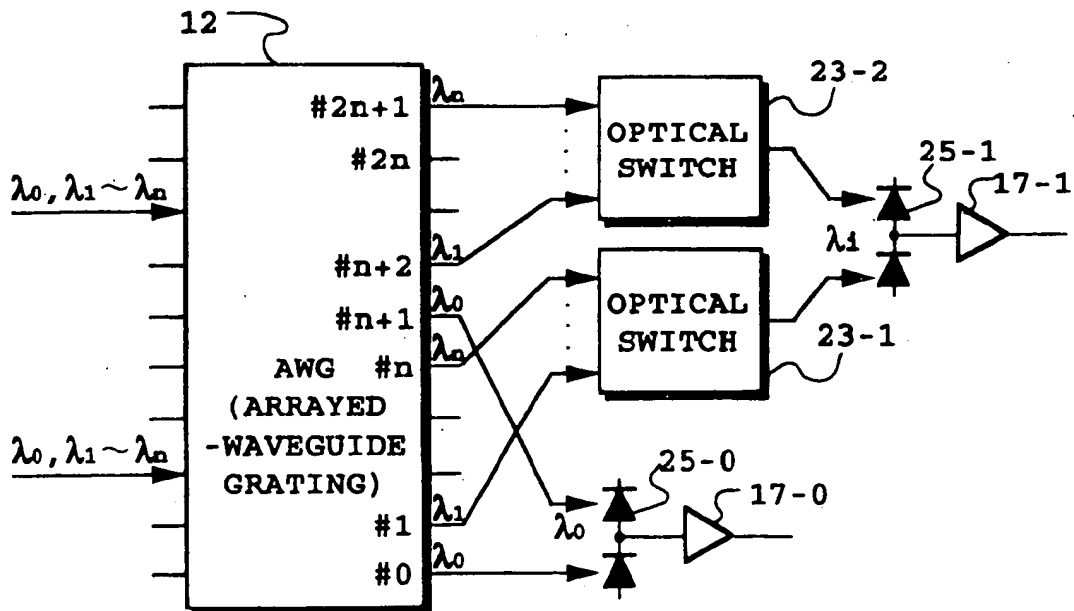 12
#2n+1
λn
#2n
λ0, λ1~λn
#n+2
λ1
#n+1
λ0
#n
λn
AWG
(ARRAYED
-WAVEGUIDE
GRATING)
λ0, λ1~λn
#1
λ1
#0
λ0
OPTICAL
SWITCH
23-2
OPTICAL
SWITCH
23-1
25-1
17-1
λi
25-0
17-0
λ0